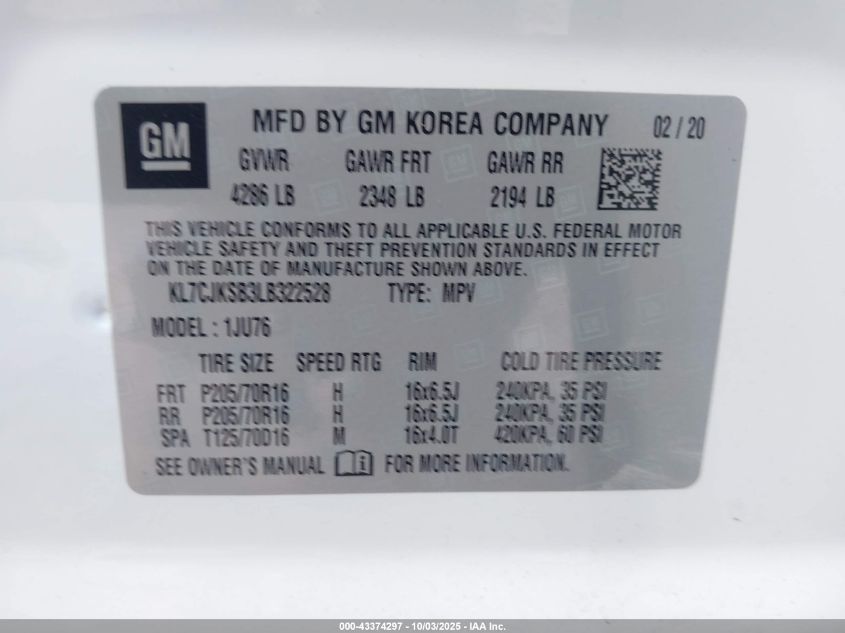 GM
MFD BY GM KOREA COMPANY 02 / 20
GVWR GAWR FRT GAWR RR
4286 LB 2348 LB 2194 LB
THIS VEHICLE CONFORMS TO ALL APPLICABLE U.S. FEDERAL MOTOR
VEHICLE SAFETY AND THEFT PREVENTION STANDARDS IN EFFECT
ON THE DATE OF MANUFACTURE SHOWN ABOVE.
KL7CJKSB3LB322528 TYPE: MPV
MODEL : 1JU76
TIRE SIZE SPEED RTG RIM COLD TIRE PRESSURE
FRT P205/70R16 H 16x6.5J 240KPA, 35 PSI
RR P205/70R16 H 16x6.5J 240KPA, 35 PSI
SPA T125/70D16 M 16x4.0T 420KPA, 60 PSI
SEE OWNER'S MANUAL FOR MORE INFORMATION.
000-43374297 - 10/03/2025 - IAA Inc.